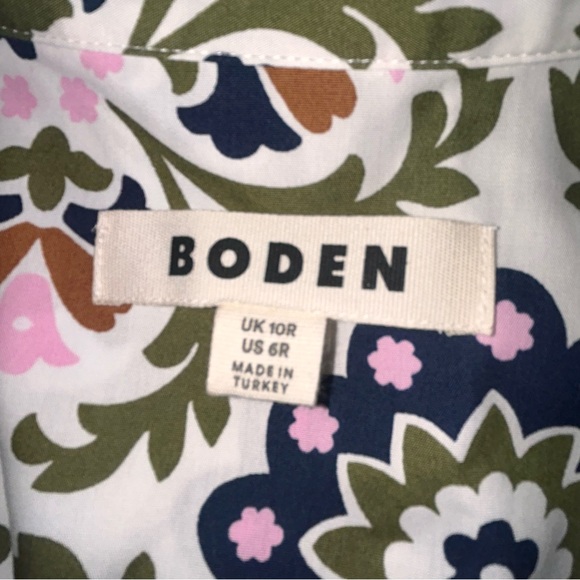 BODEN
UK 10R
US 6R
MADE IN
TURKEY